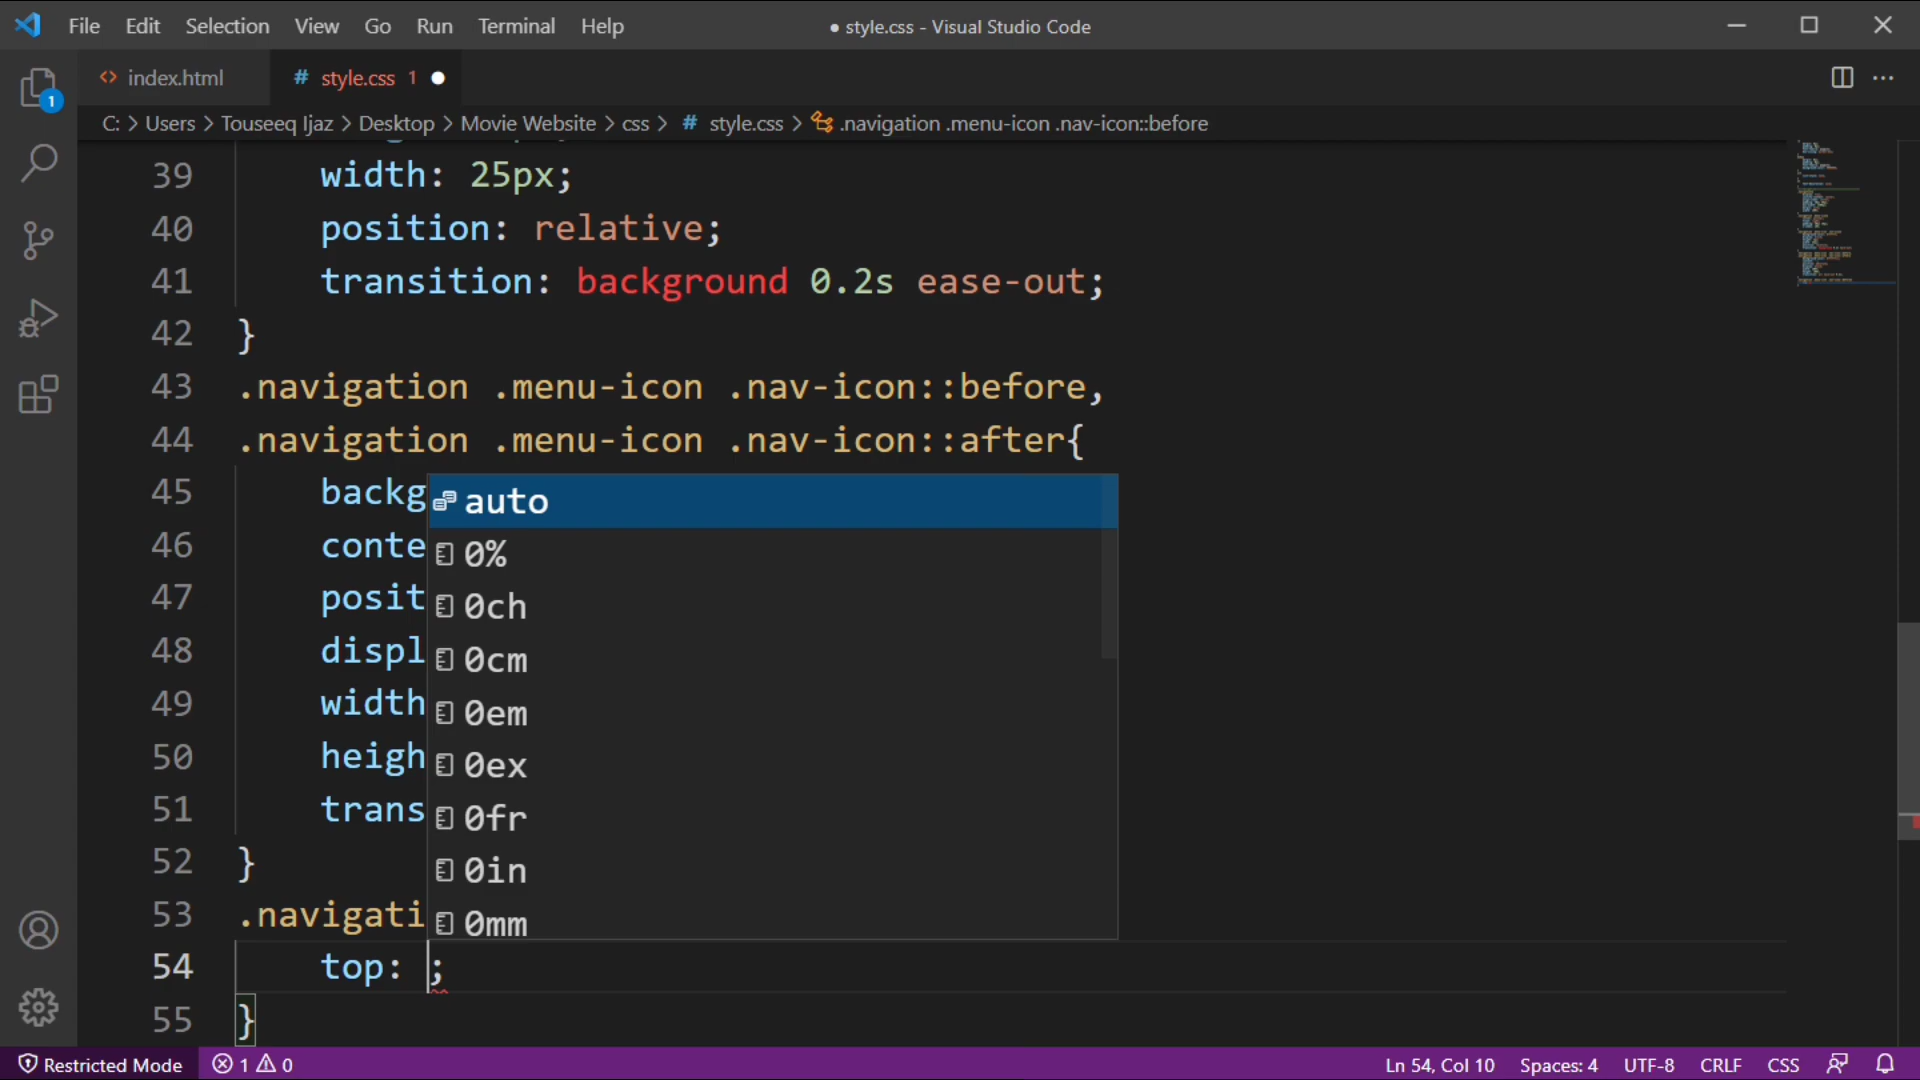 File Edit Selection View Go Run Terminal Help ● style.css - Visual Studio Code
index.html # style.css 1 ●
C: > Users > Touseeq Ijaz > Desktop > Movie Website > css > # style.css > .navigation .menu-icon .nav-icon::before
1
39 width: 25px;
40 position: relative;
41 transition: background 0.2s ease-out;
42 }
43 .navigation .menu-icon .nav-icon::before,
44 .navigation .menu-icon .nav-icon::after{
45 backg auto
46 conte 0%
47 posit 0ch
48 displ 0cm
49 width 0em
50 heigh 0ex
51 trans 0fr
52 } 0in
53 .navigati 0mm
54 top: ;
55 }
Restricted Mode 1 0 Ln 54, Col 10 Spaces: 4 UTF-8 CRLF CSS